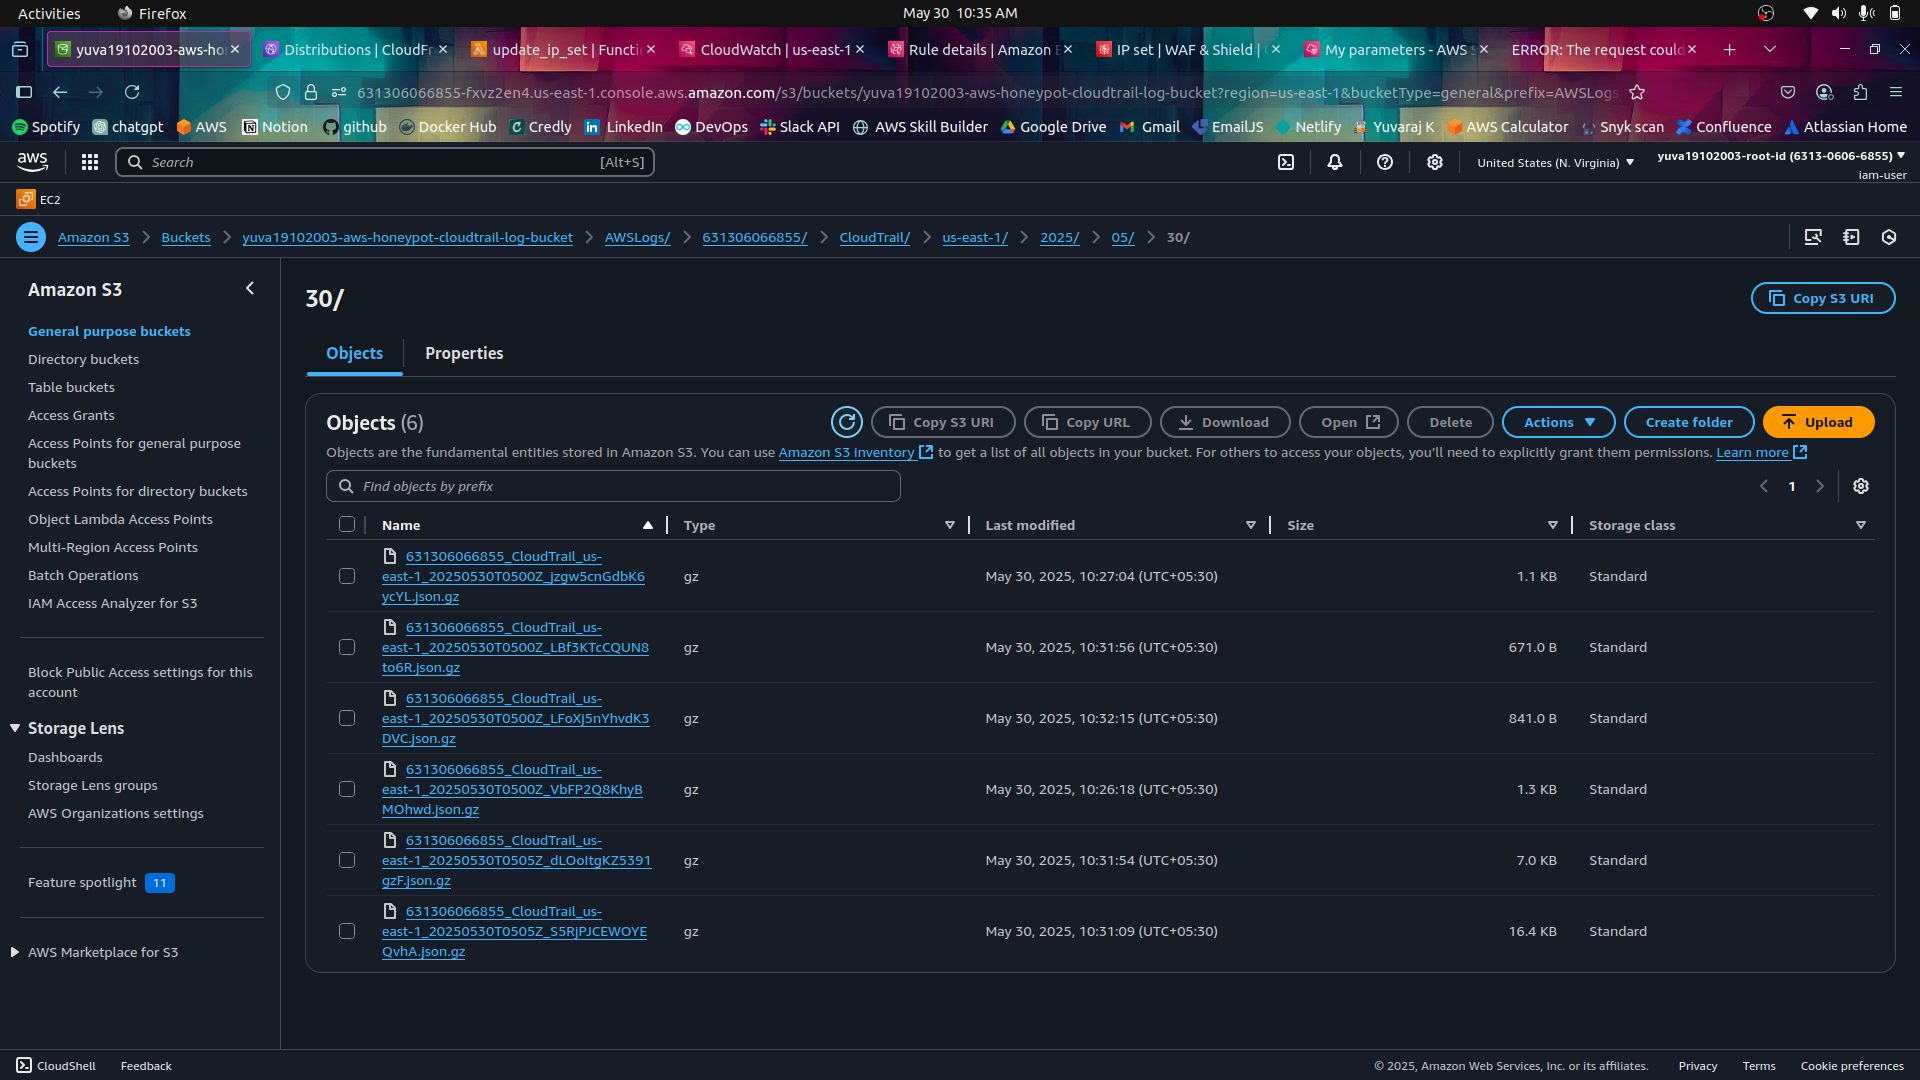 Activities
Firefox
May 30 10:35 AM
yuva19102003-aws-ho
Distributions | CloudFr
update_ip_set | Functi
CloudWatch | us-east-1
Rule details | Amazon E
IP set | WAF & Shield |
My parameters - AWS S
ERROR: The request could
631306066855-fxvz2en4.us-east-1.console.aws.amazon.com/s3/buckets/yuva19102003-aws-honeypot-cloudtrail-log-bucket?region=us-east-1&bucketType=general&prefix=AWSLogs
Spotify
chatgpt
AWS
Notion
github
Docker Hub
Credly
LinkedIn
DevOps
Slack API
AWS Skill Builder
Google Drive
Gmail
EmailJS
Netlify
Yuvaraj K
AWS Calculator
Snyk scan
Confluence
Atlassian Home
aws
Search
[Alt+S]
United States (N. Virginia)
yuva19102003-root-id (6313-0606-6855)
iam-user
EC2
Amazon S3
Buckets
yuva19102003-aws-honeypot-cloudtrail-log-bucket
AWSLogs/
631306066855/
CloudTrail/
us-east-1/
2025/
05/
30/
Amazon S3
General purpose buckets
Directory buckets
Table buckets
Access Grants
Access Points for general purpose
buckets
Access Points for directory buckets
Object Lambda Access Points
Multi-Region Access Points
Batch Operations
IAM Access Analyzer for S3
Block Public Access settings for this
account
Storage Lens
Dashboards
Storage Lens groups
AWS Organizations settings
Feature spotlight 11
AWS Marketplace for S3
30/
Copy S3 URI
Objects
Properties
Objects (6)
Copy S3 URI
Copy URL
Download
Open
Delete
Actions
Create folder
Upload
Objects are the fundamental entities stored in Amazon S3. You can use Amazon S3 inventory to get a list of all objects in your bucket. For others to access your objects, you'll need to explicitly grant them permissions. Learn more
Find objects by prefix
1
Name
Type
Last modified
Size
Storage class
631306066855_CloudTrail_us-
east-1_20250530T0500Z_Jzgw5cnGdbK6
ycYL.json.gz
gz
May 30, 2025, 10:27:04 (UTC+05:30)
1.1 KB
Standard
631306066855_CloudTrail_us-
east-1_20250530T0500Z_LBf3KTcCQUN8
to6R.json.gz
gz
May 30, 2025, 10:31:56 (UTC+05:30)
671.0 B
Standard
631306066855_CloudTrail_us-
east-1_20250530T0500Z_LFoXj5nYhvdK3
DVC.json.gz
gz
May 30, 2025, 10:32:15 (UTC+05:30)
841.0 B
Standard
631306066855_CloudTrail_us-
east-1_20250530T0500Z_VbFP2Q8KhyB
MOhwd.json.gz
gz
May 30, 2025, 10:26:18 (UTC+05:30)
1.3 KB
Standard
631306066855_CloudTrail_us-
east-1_20250530T0505Z_dLOoItgKZ5391
gzF.json.gz
gz
May 30, 2025, 10:31:54 (UTC+05:30)
7.0 KB
Standard
631306066855_CloudTrail_us-
east-1_20250530T0505Z_S5RjPJCEWOYE
QvhA.json.gz
gz
May 30, 2025, 10:31:09 (UTC+05:30)
16.4 KB
Standard
CloudShell
Feedback
© 2025, Amazon Web Services, Inc. or its affiliates.
Privacy
Terms
Cookie preferences